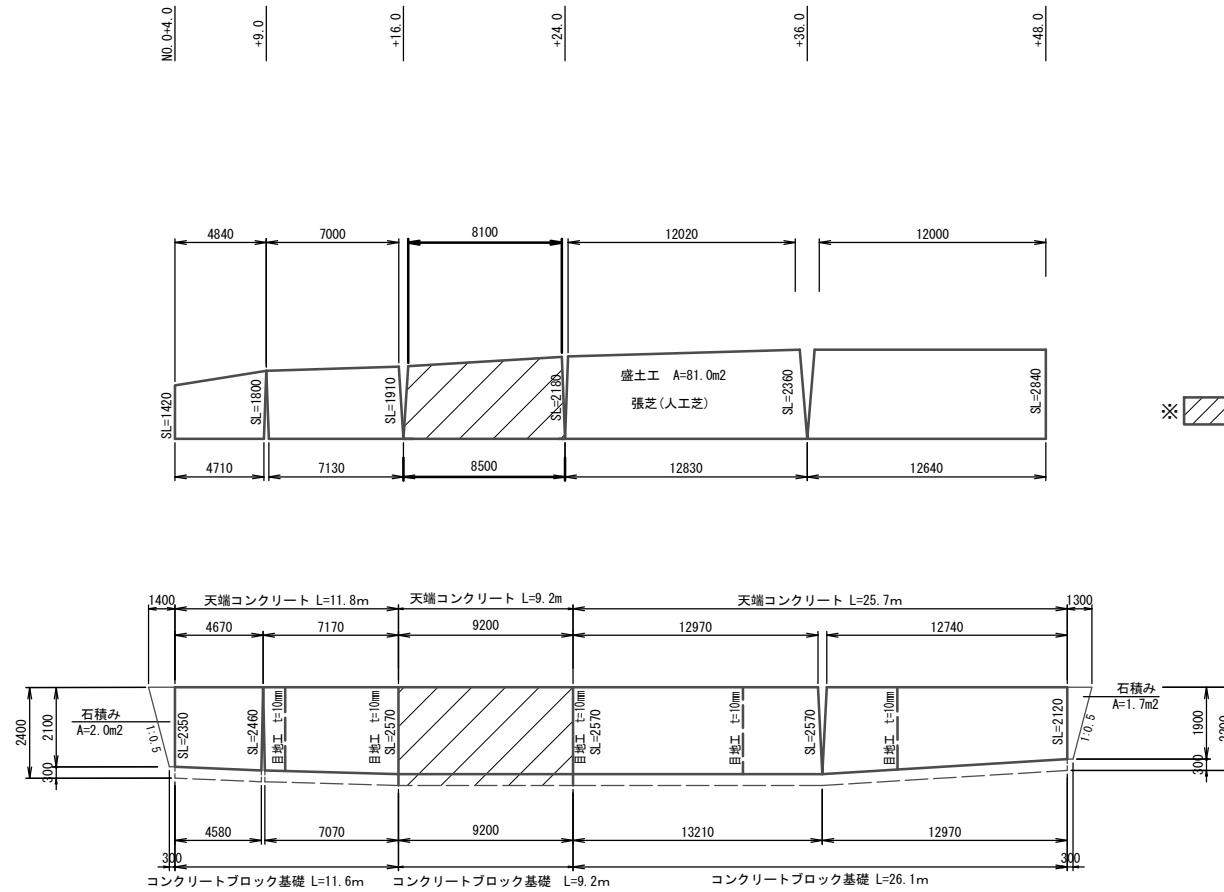 NO.0+4.0
+9.0
+16.0
+24.0
+36.0
+48.0
4840
7000
8100
12020
12000
SL=1420
SL=1800
SL=1910
SL=2180
盛土工 A=81.0m2
張芝(人工芝)
SL=2360
SL=2840
※
4710
7130
8500
12830
12640
1400
天端コンクリート L=11.8m
天端コンクリート L=9.2m
天端コンクリート L=25.7m
1300
4670
7170
9200
12970
12740
2400
2100
300
石積み
A=2.0m2
1:0.5
SL=2350
SL=2460
目地工 t=10mm
目地工 t=10mm
SL=2570
目地工 t=10mm
SL=2570
目地工 t=10mm
SL=2570
目地工 t=10mm
SL=2120
1:0.5
石積み
A=1.7m2
1900
300
4580
7070
9200
13210
12970
300
300
コンクリートブロック基礎 L=11.6m
コンクリートブロック基礎 L=9.2m
コンクリートブロック基礎 L=26.1m